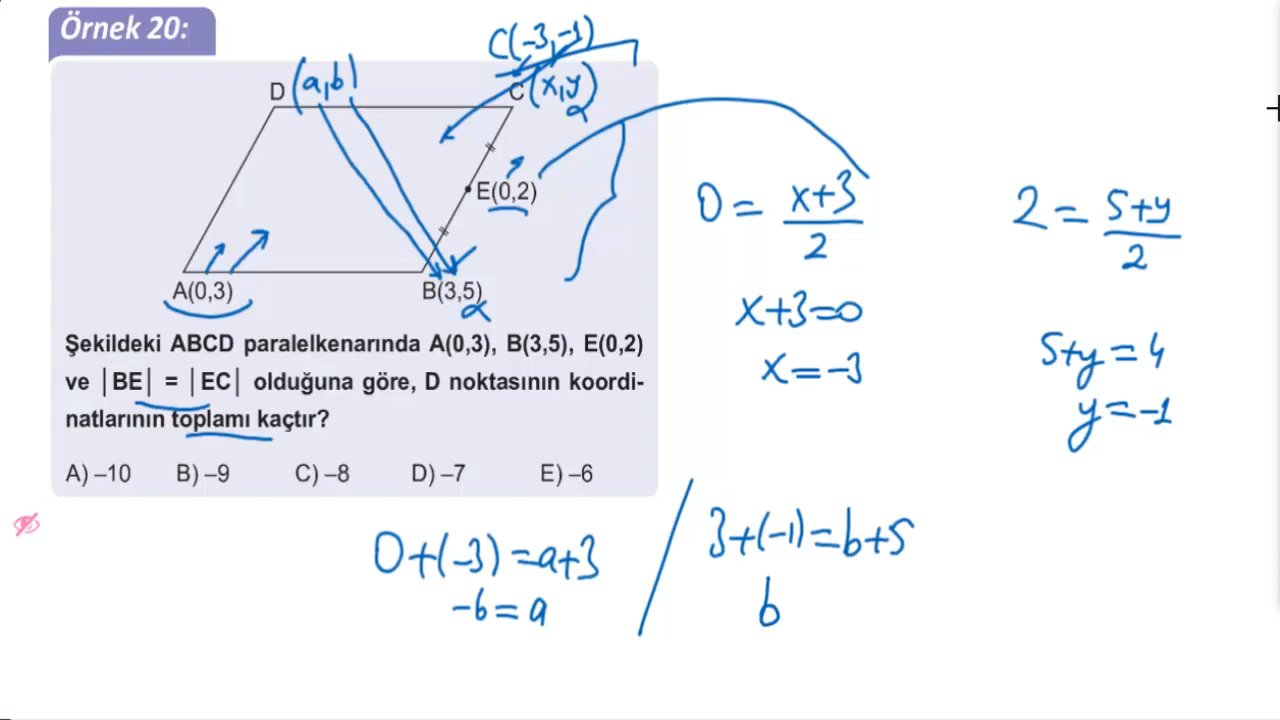 Örnek 20:
C(-3,-1)
D (a,b)
C (x,y)
E(0,2)
A(0,3)
B(3,5)
Şekildeki ABCD paralelkenarında A(0,3), B(3,5), E(0,2)
ve |BE| = |EC| olduğuna göre, D noktasının koordi-
natlarının toplamı kaçtır?
A) –10 B) –9 C) –8 D) –7 E) –6
0 = x+3/2
x+3=0
x=-3
2 = 5+y/2
5+y=4
y=-1
0+(-3)=a+3
-6=a
3+(-1)=b+5
b